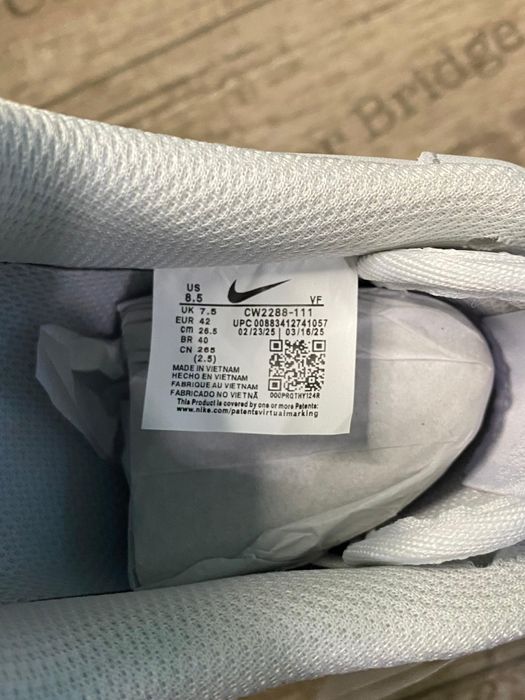 r Bridge
US
8.5
VF
UK 7.5
CW2288-111
EUR 42
UPC 00883412741057
cm 26.5
02/23/25 | 03/16/25
BR 40
CN 265
(2.5)
MADE IN VIETNAM
HECHO EN VIETNAM
FABRIQUE AU VIETNAM
FABRICADO NO VIETNÃ
000PRQTHYI24R
This Product is covered by one or more Patents:
www.nike.com/patentsvirtualmarking